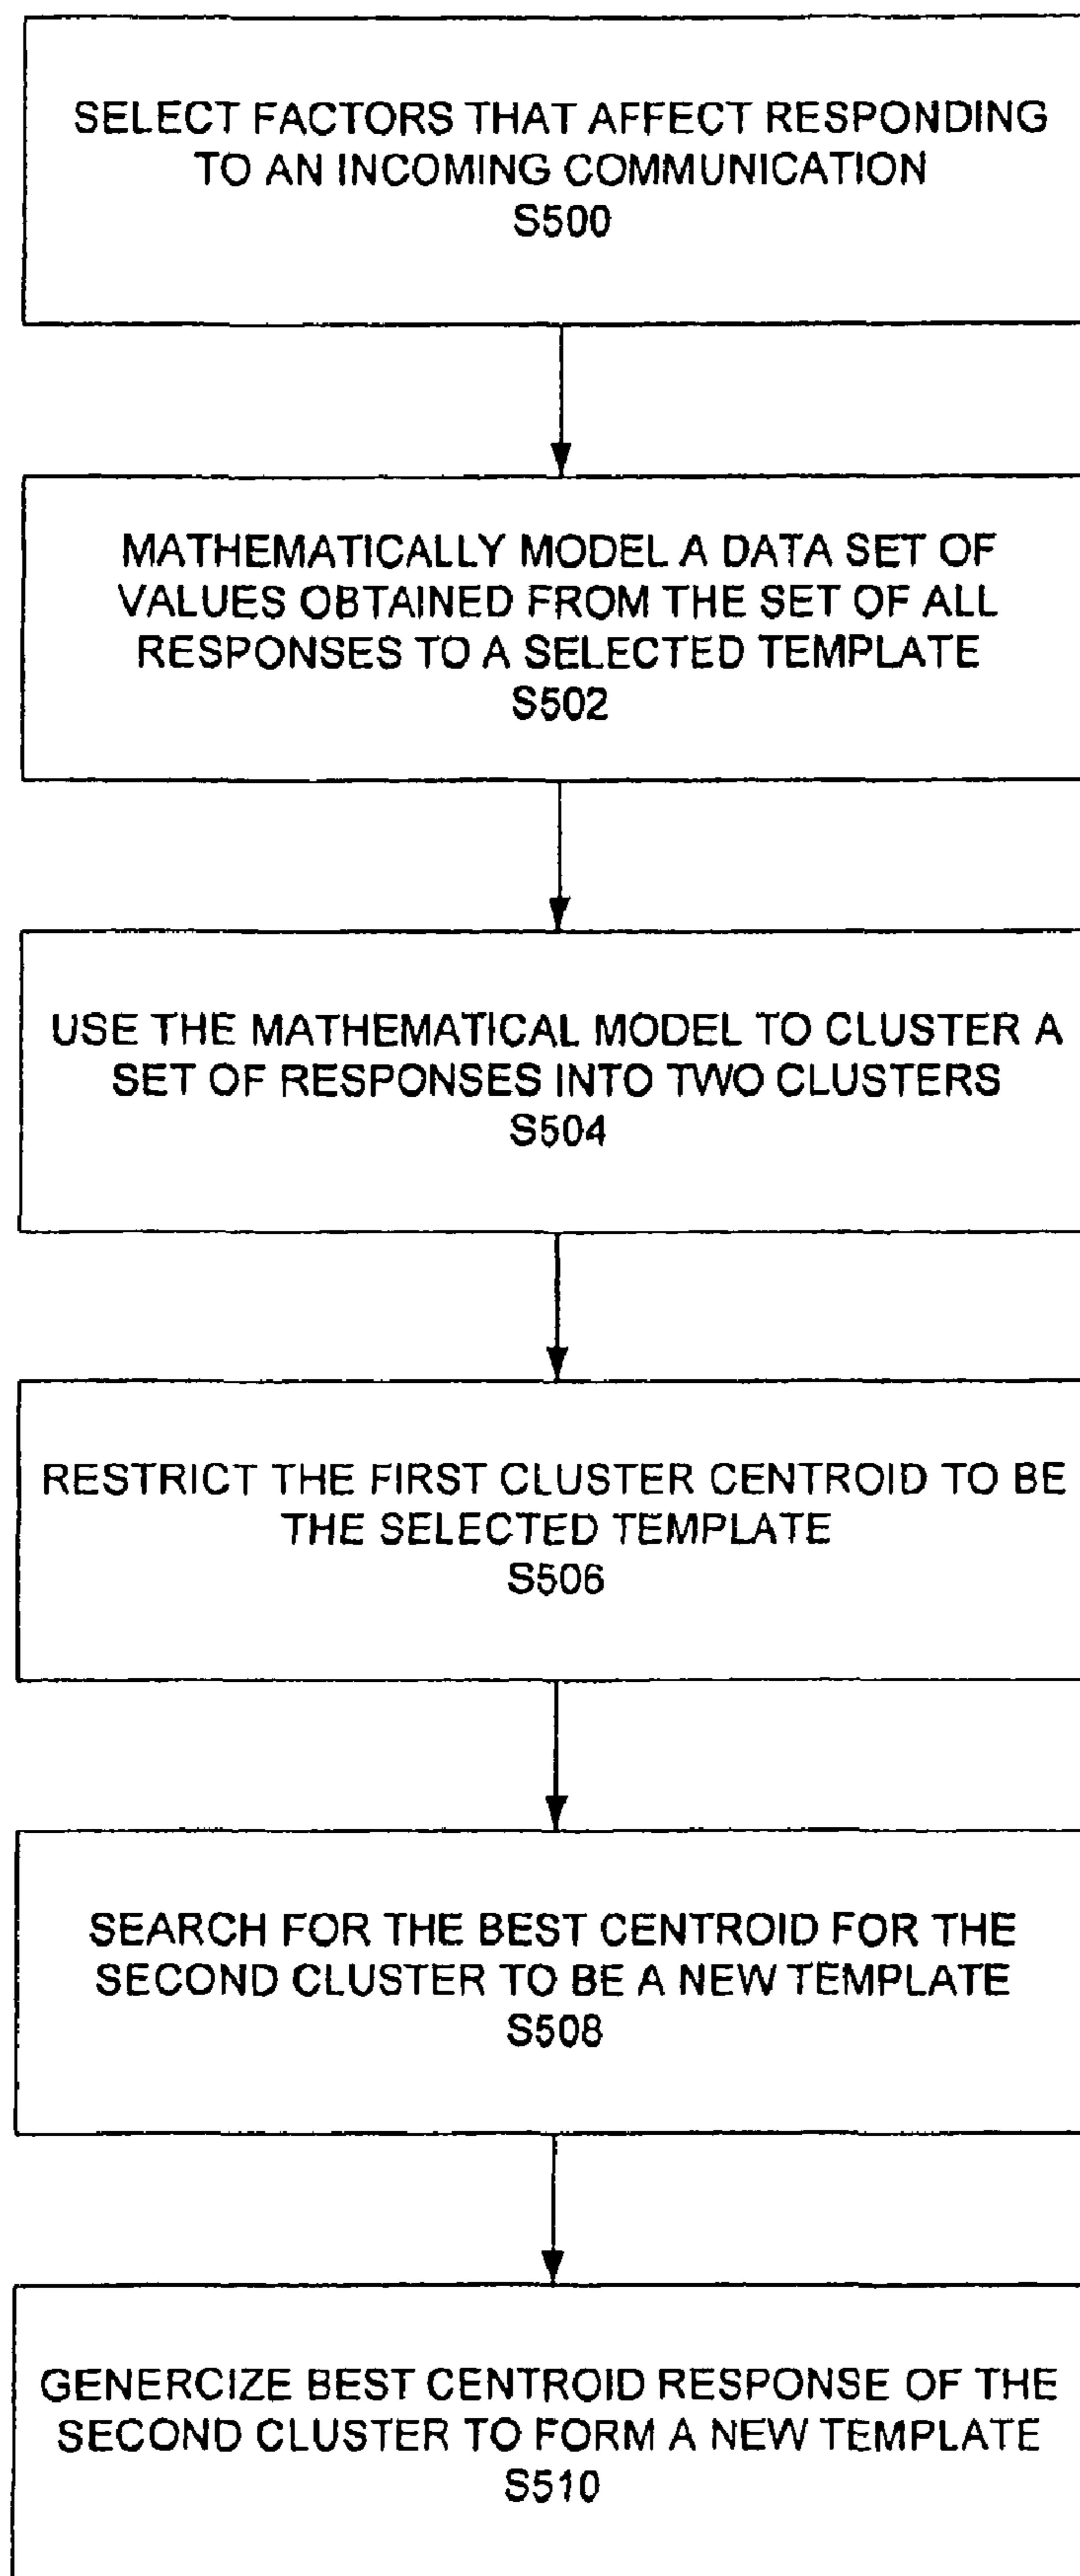 SELECT FACTORS THAT AFFECT RESPONDING
TO AN INCOMING COMMUNICATION
S500
MATHEMATICALLY MODEL A DATA SET OF
VALUES OBTAINED FROM THE SET OF ALL
RESPONSES TO A SELECTED TEMPLATE
S502
USE THE MATHEMATICAL MODEL TO CLUSTER A
SET OF RESPONSES INTO TWO CLUSTERS
S504
RESTRICT THE FIRST CLUSTER CENTROID TO BE
THE SELECTED TEMPLATE
S506
SEARCH FOR THE BEST CENTROID FOR THE
SECOND CLUSTER TO BE A NEW TEMPLATE
S508
GENERCIZE BEST CENTROID RESPONSE OF THE
SECOND CLUSTER TO FORM A NEW TEMPLATE
S510